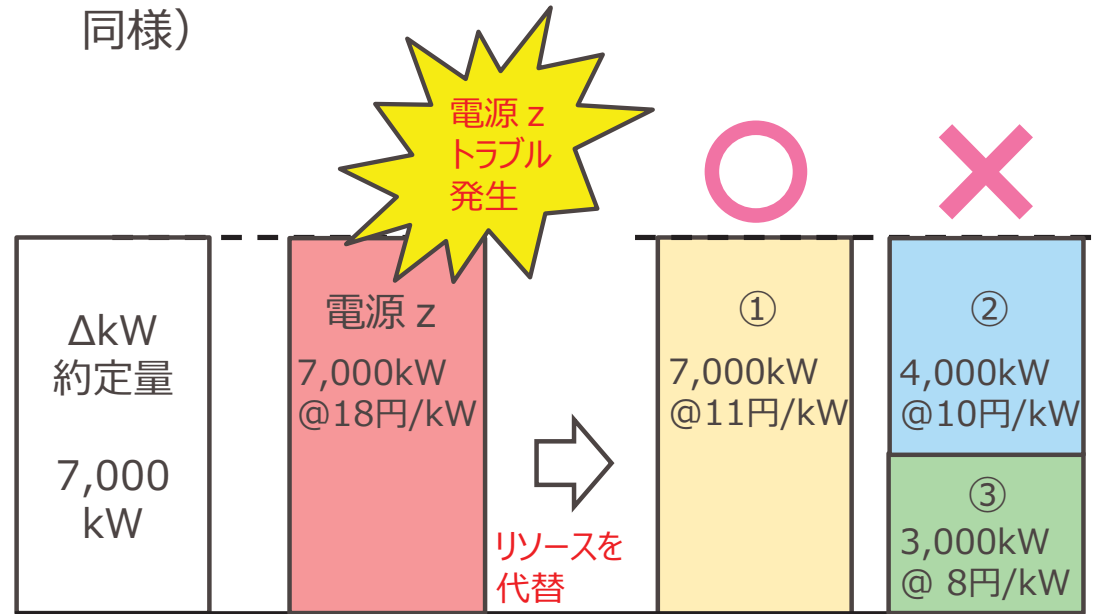 同様）
電源 z
トラブル
発生
ΔkW
約定量
7,000
kW
電源 z
7,000kW
@18円/kW
リソースを
代替
①
7,000kW
@11円/kW
②
4,000kW
@10円/kW
③
3,000kW
@ 8円/kW